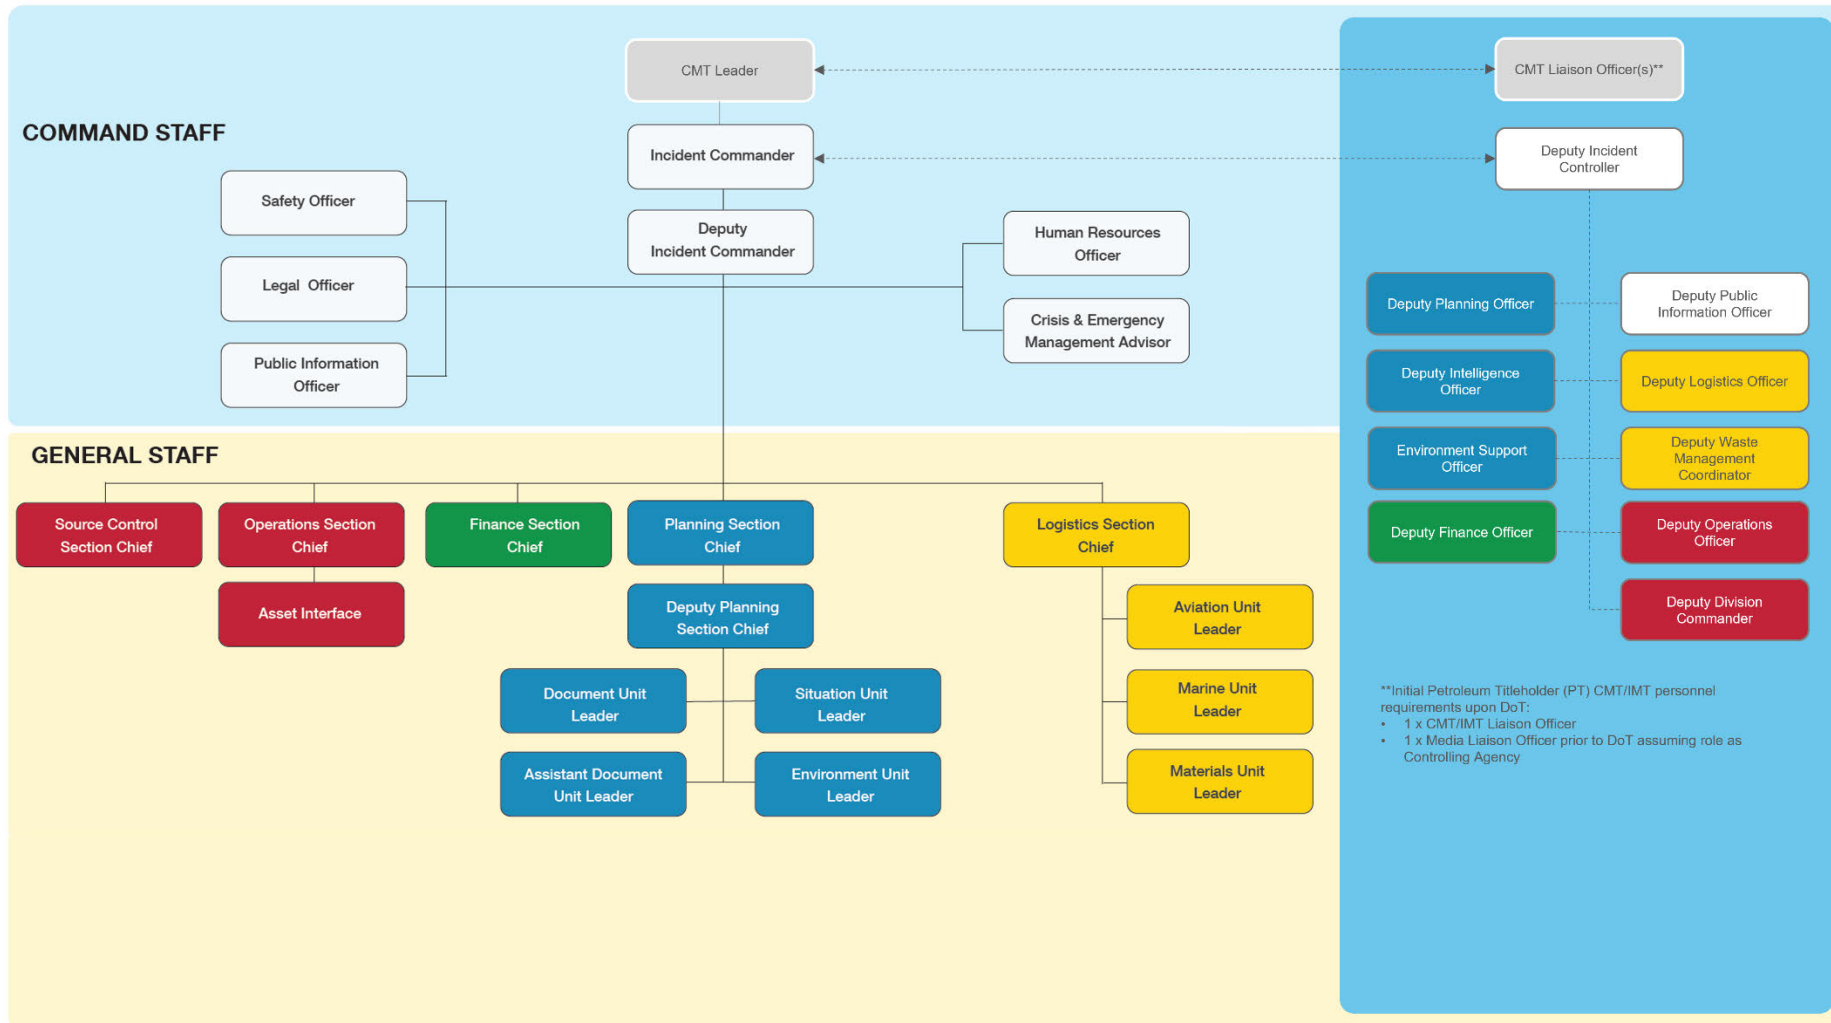 CMT Leader
CMT Liaison Officer(s)**
COMMAND STAFF
Incident Commander
Deputy Incident
Controller
Safety Officer
Deputy
Incident Commander
Human Resources
Officer
Legal Officer
Crisis & Emergency
Management Advisor
Public Information
Officer
Deputy Planning Officer
Deputy Public
Information Officer
Deputy Intelligence
Officer
Deputy Logistics Officer
Environment Support
Officer
Deputy Waste
Management
Coordinator
Deputy Finance Officer
Deputy Operations
Officer
Deputy Division
Commander
GENERAL STAFF
Source Control
Section Chief
Operations Section
Chief
Finance Section
Chief
Planning Section
Chief
Logistics Section
Chief
Asset Interface
Deputy Planning
Section Chief
Aviation Unit
Leader
Document Unit
Leader
Situation Unit
Leader
Marine Unit
Leader
Assistant Document
Unit Leader
Environment Unit
Leader
Materials Unit
Leader
**Initial Petroleum Titleholder (PT) CMT/IMT personnel
requirements upon DoT:
• 1 x CMT/IMT Liaison Officer
• 1 x Media Liaison Officer prior to DoT assuming role as
Controlling Agency